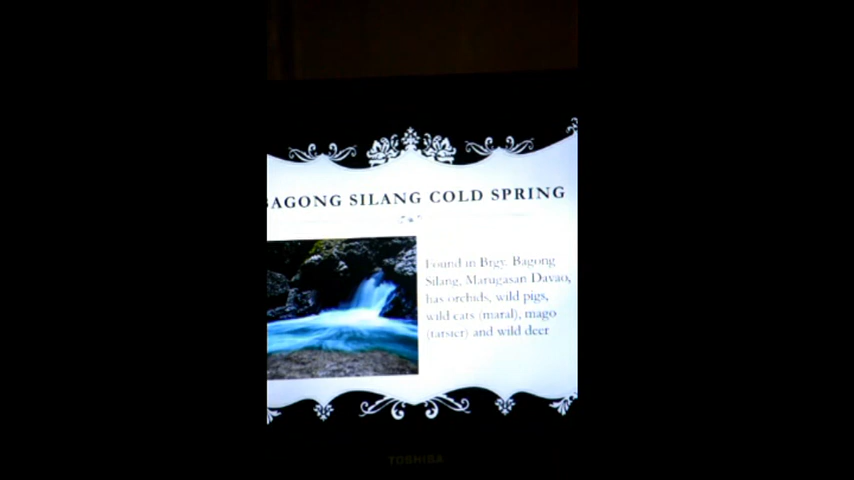 BAGONG SILANG COLD SPRING
Found in Brgy. Bagong
Silang, Marugasan Davao,
has orchids, wild pigs,
wild cats (maral), mago
(tarsier) and wild deer
TOSHIBA